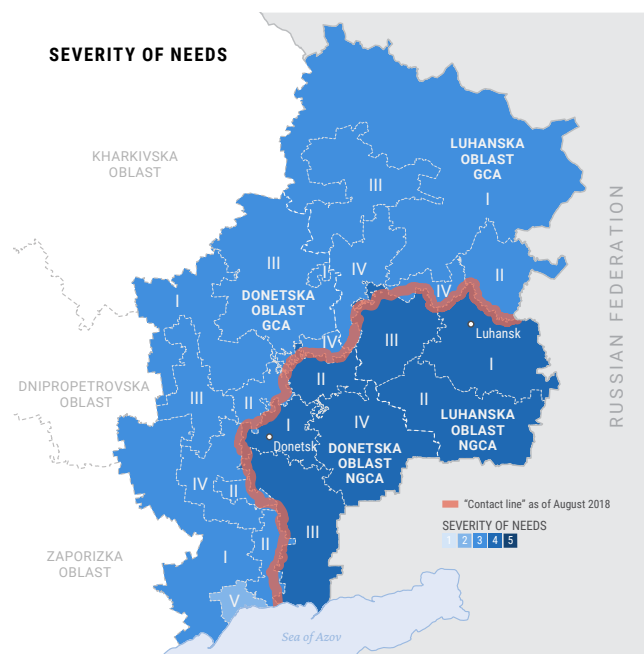 SEVERITY OF NEEDS
KHARKIVSKA
OBLAST
LUHANSKA
OBLAST
GCA
III
I
RUSSIAN FEDERATION
III
I
IV
II
I
DONETSKA
OBLAST
GCA
IV
Luhansk
IV
III
I
DNIPROPETROVSKA
OBLAST
III
II
II
II
IV
LUHANSKA
OBLAST
NGCA
I
Donetsk
DONETSKA
OBLAST
NGCA
IV
II
"Contact line" as of August 2018
SEVERITY OF NEEDS
1 2 3 4 5
III
II
I
ZAPORIZKA
OBLAST
V
Sea of Azov